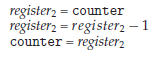 register₂ = counter
register₂ = register₂ − 1
counter = register₂